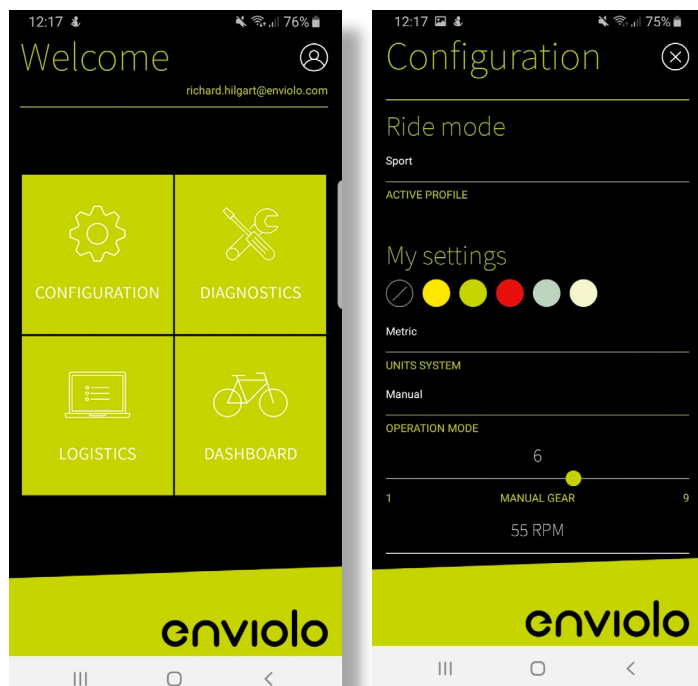 12:17 76%
Welcome
richard.hilgart@enviolo.com
CONFIGURATION
DIAGNOSTICS
LOGISTICS
DASHBOARD
enviolo
12:17 75%
Configuration
Ride mode
Sport
ACTIVE PROFILE
My settings
Metric
UNITS SYSTEM
Manual
OPERATION MODE
6
1 MANUAL GEAR 9
55 RPM
enviolo